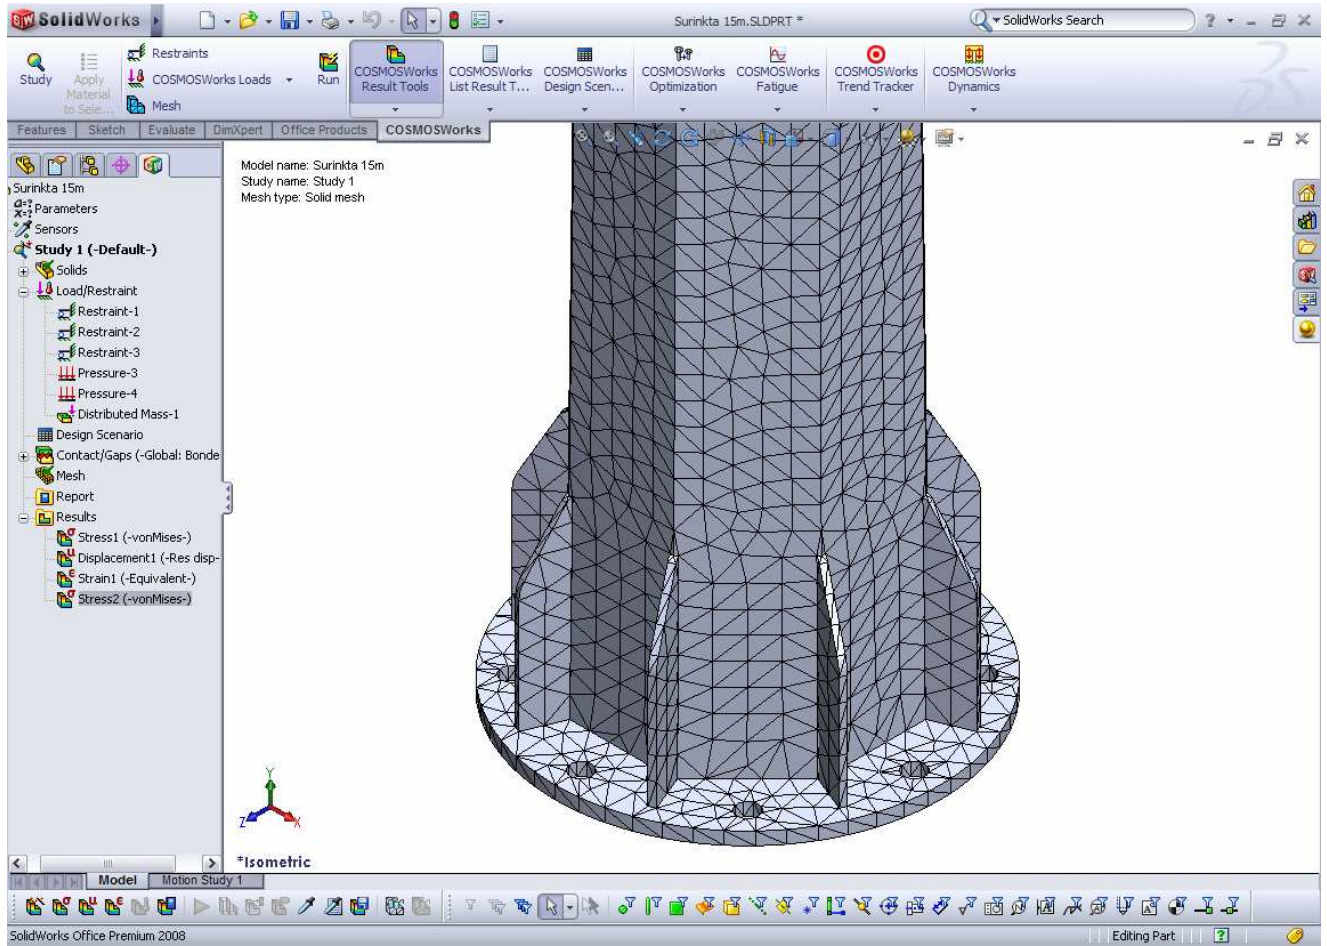 SolidWorks
Surinkta 15m.SLDPRT *
SolidWorks Search
Study
Apply
Material
to Sele...
Restraints
COSMOSWorks Loads
Mesh
Run
COSMOSWorks
Result Tools
COSMOSWorks
List Result T...
COSMOSWorks
Design Scen...
COSMOSWorks
Optimization
COSMOSWorks
Fatigue
COSMOSWorks
Trend Tracker
COSMOSWorks
Dynamics
Features
Sketch
Evaluate
DimXpert
Office Products
COSMOSWorks
Model name: Surinkta 15m
Study name: Study 1
Mesh type: Solid mesh
Surinkta 15m
Parameters
Sensors
Study 1 (-Default-)
Solids
Load/Restraint
Restraint-1
Restraint-2
Restraint-3
Pressure-3
Pressure-4
Distributed Mass-1
Design Scenario
Contact/Gaps (-Global: Bonde
Mesh
Report
Results
Stress1 (-vonMises-)
Displacement1 (-Res disp-
Strain1 (-Equivalent-)
Stress2 (-vonMises-)
Y
Z
X
*Isometric
Model
Motion Study 1
SolidWorks Office Premium 2008
Editing Part